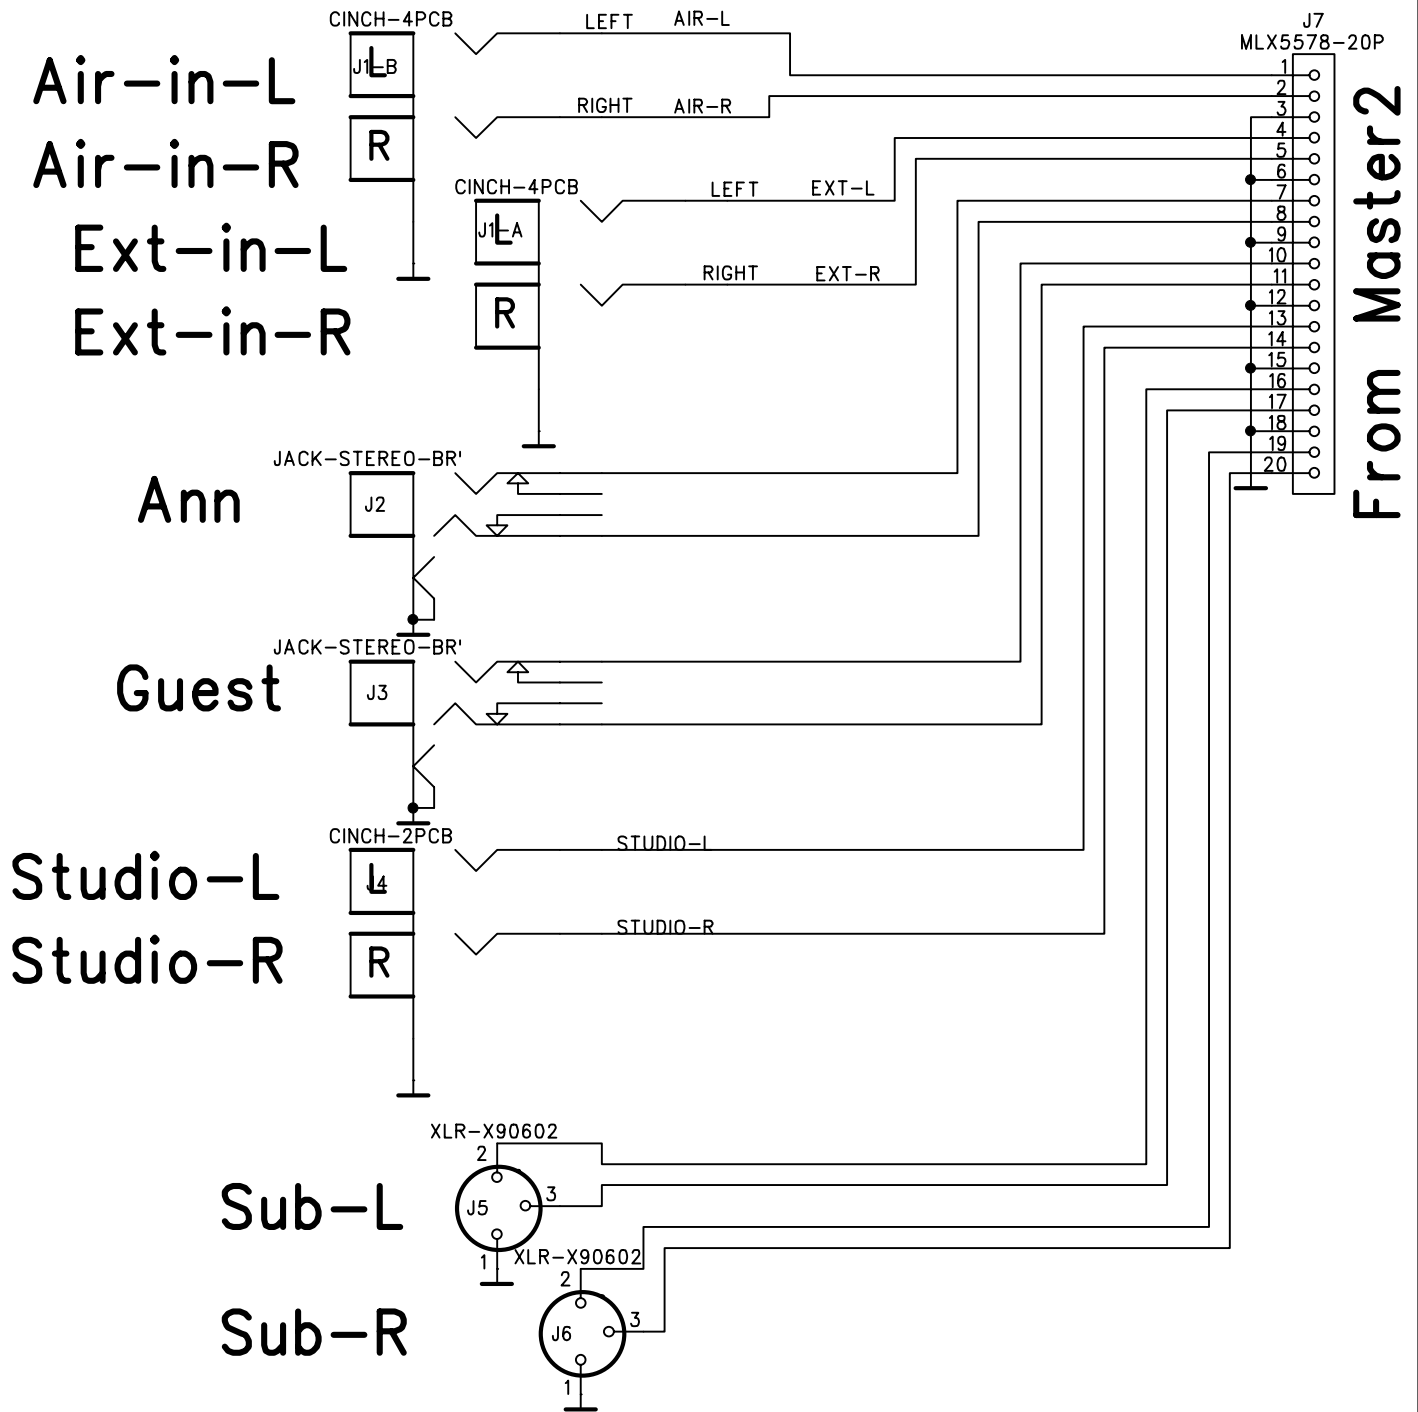 CINCH-4PCB
LEFT AIR-L
J7
MLX5578-20P
Air-in-L
L
J1-B
RIGHT AIR-R
Air-in-R
R
CINCH-4PCB
LEFT EXT-L
Ext-in-L
L
J1-A
RIGHT EXT-R
Ext-in-R
R
1
2
3
4
5
6
7
8
9
10
11
12
13
14
15
16
17
18
19
20
From Master2
JACK-STEREO-BR'
Ann
J2
JACK-STEREO-BR'
Guest
J3
CINCH-2PCB
STUDIO-L
Studio-L
L
J4
STUDIO-R
Studio-R
R
XLR-X90602
2
3
Sub-L
J5
1
XLR-X90602
2
3
Sub-R
J6
1